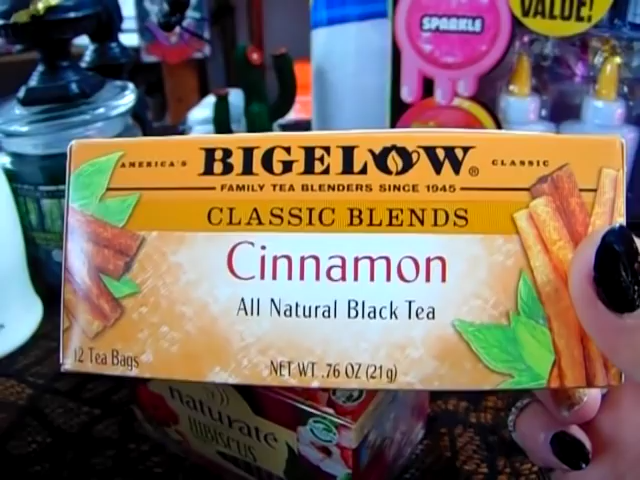 SPARKLE
VALUE!
AMERICA'S BIGELOW® CLASSIC
FAMILY TEA BLENDERS SINCE 1945
CLASSIC BLENDS
Cinnamon
All Natural Black Tea
12 Tea Bags
NET WT .76 OZ (21g)
naturate
HIBISCUS